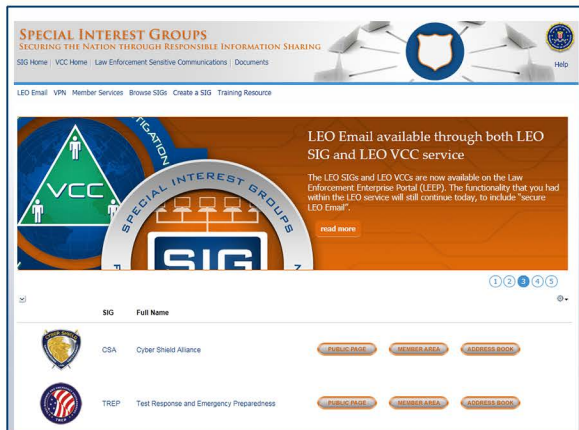 SPECIAL INTEREST GROUPS
SECURING THE NATION THROUGH RESPONSIBLE INFORMATION SHARING
SIG Home | VCC Home | Law Enforcement Sensitive Communications | Documents
Help
LEO Email VPN Member Services Browse SIGs Create a SIG Training Resource
VCC
TIGATION
SPECIAL INTEREST GROUPS
SIG
LEO Email available through both LEO
SIG and LEO VCC service
The LEO SIGs and LEO VCCs are now available on the Law
Enforcement Enterprise Portal (LEEP). The functionality that you had
within the LEO service will still continue today, to include "secure
LEO Email".
read more
1 2 3 4 5
SIG Full Name
CYBER SHIELD
CSA Cyber Shield Alliance PUBLIC PAGE MEMBER AREA ADDRESS BOOK
TREP
TREP Test Response and Emergency Preparedness PUBLIC PAGE MEMBER AREA ADDRESS BOOK